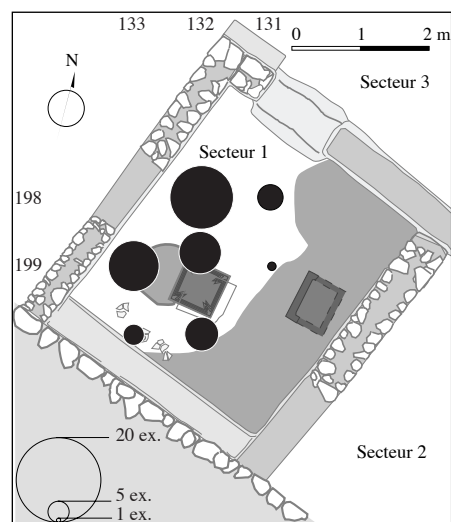 133 132 131
0 1 2 m
N
Secteur 3
Secteur 1
198
199
20 ex.
5 ex.
1 ex.
Secteur 2